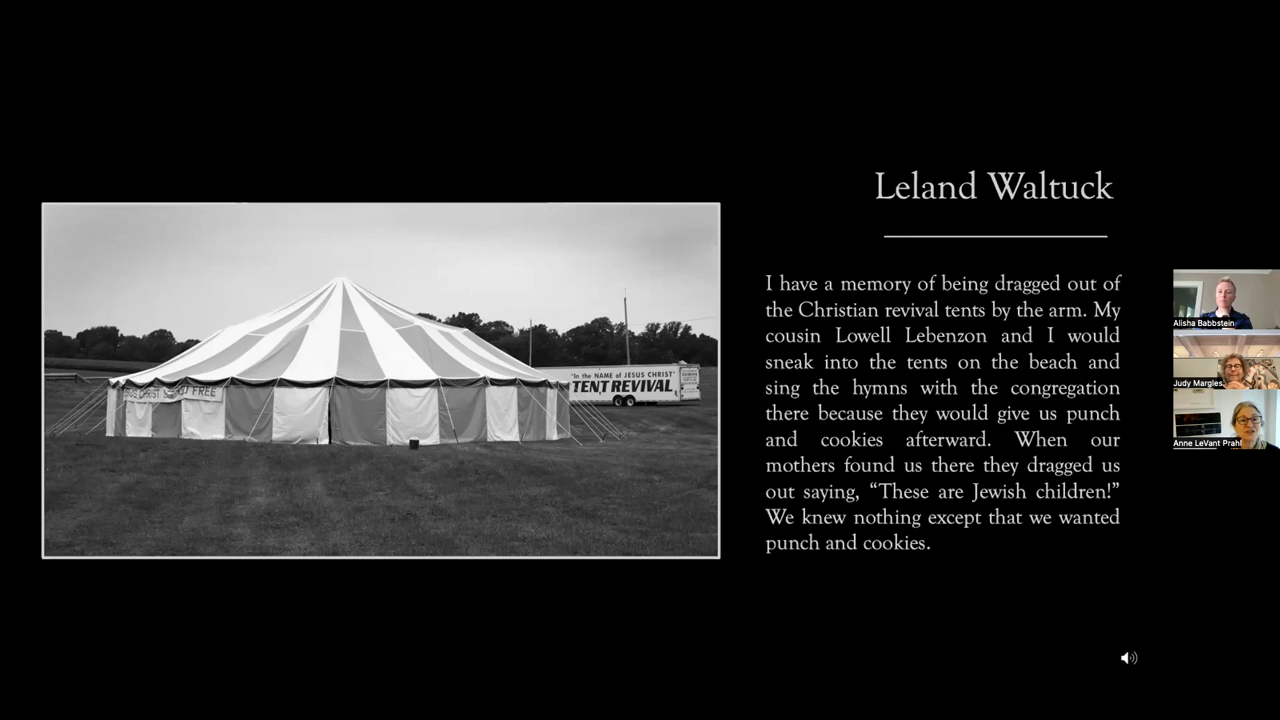 Leland Waltuck
I have a memory of being dragged out of
the Christian revival tents by the arm. My
cousin Lowell Lebenzon and I would
sneak into the tents on the beach and
sing the hymns with the congregation
there because they would give us punch
and cookies afterward. When our
mothers found us there they dragged us
out saying, “These are Jewish children!”
We knew nothing except that we wanted
punch and cookies.
"In the NAME of JESUS CHRIST"
TENT REVIVAL
FREE
Alisha Babbstein
Judy Margles
Anne LeVant Prahl